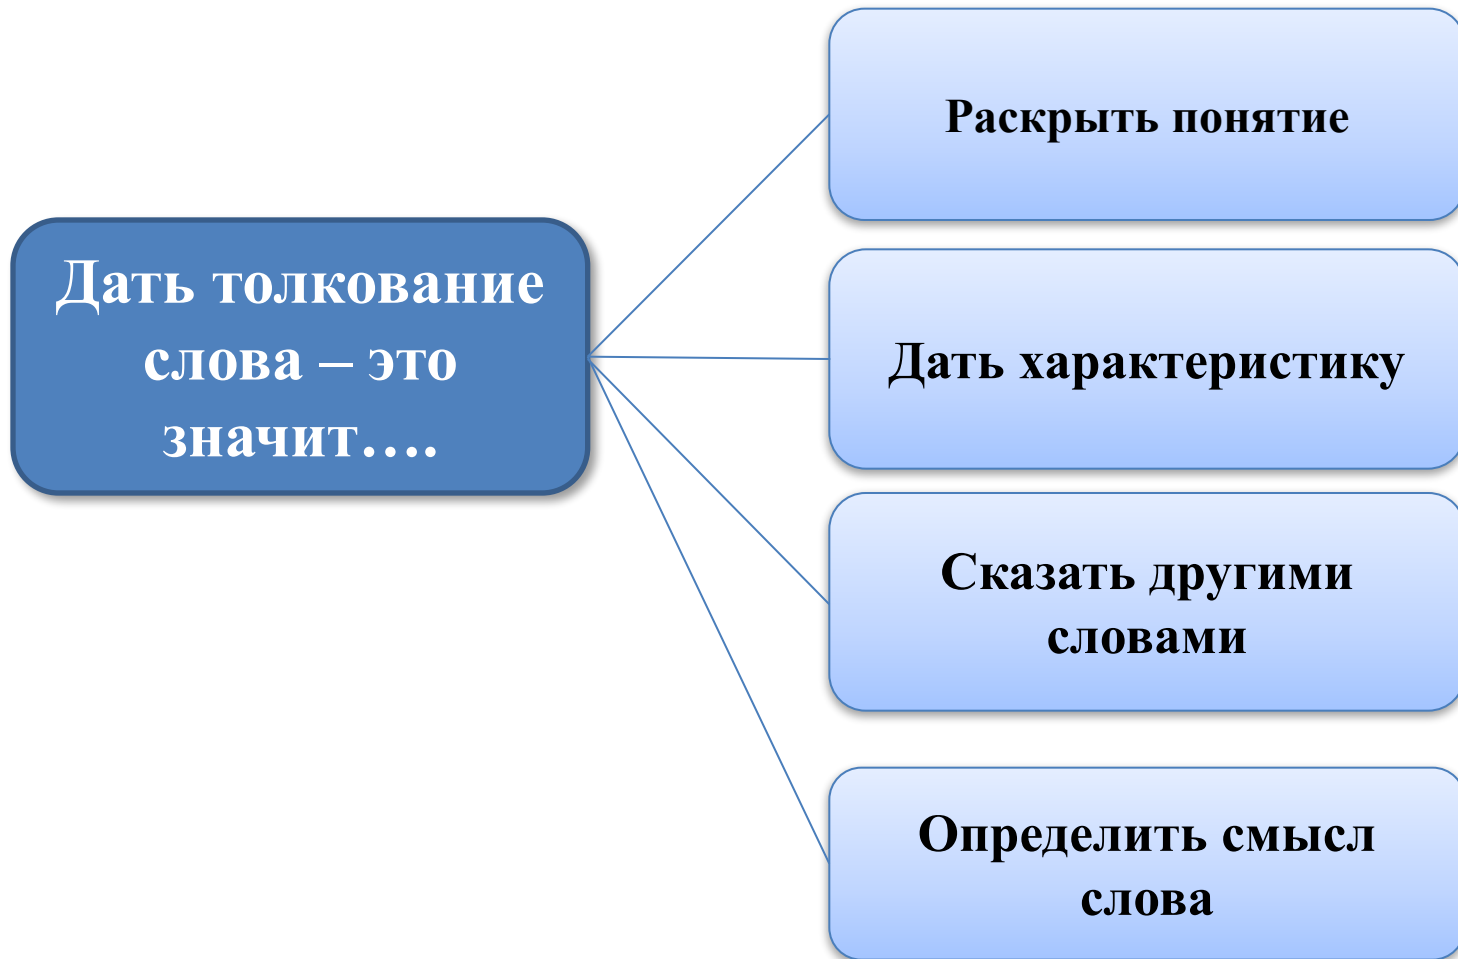 Дать толкование
слова – это
значит….
Раскрыть понятие
Дать характеристику
Сказать другими
словами
Определить смысл
слова